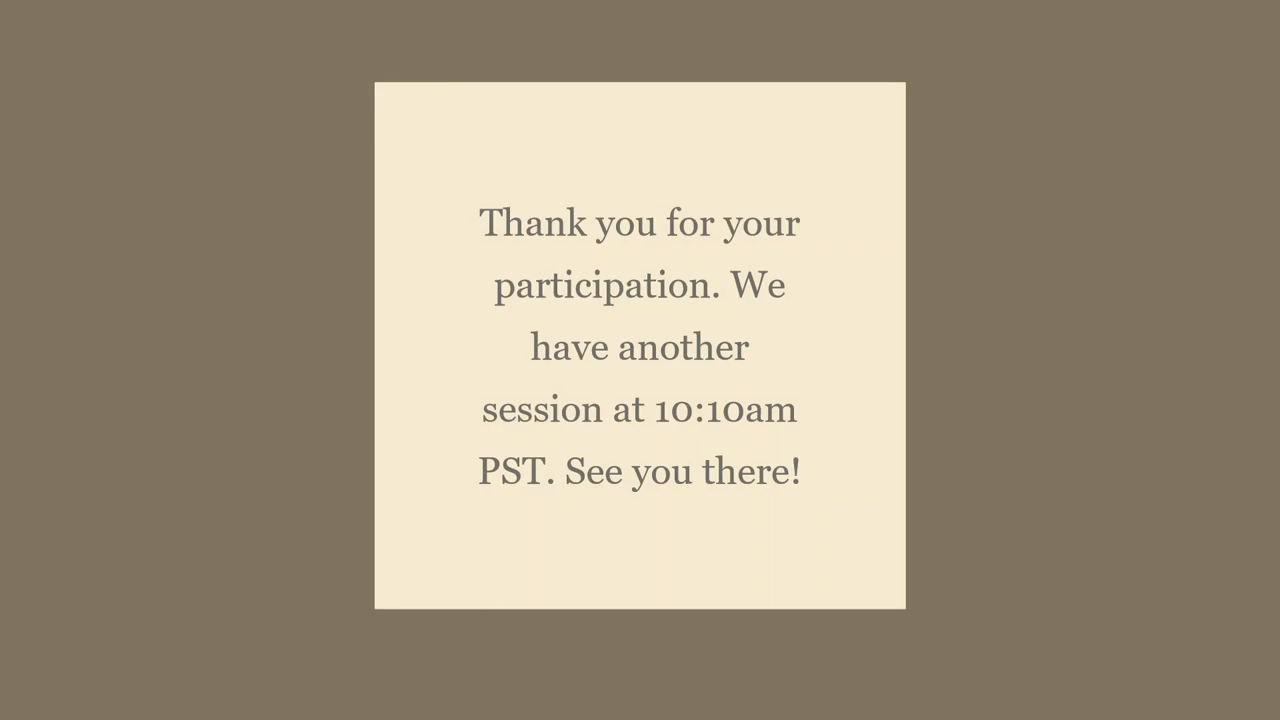 Thank you for your
participation. We
have another
session at 10:10am
PST. See you there!